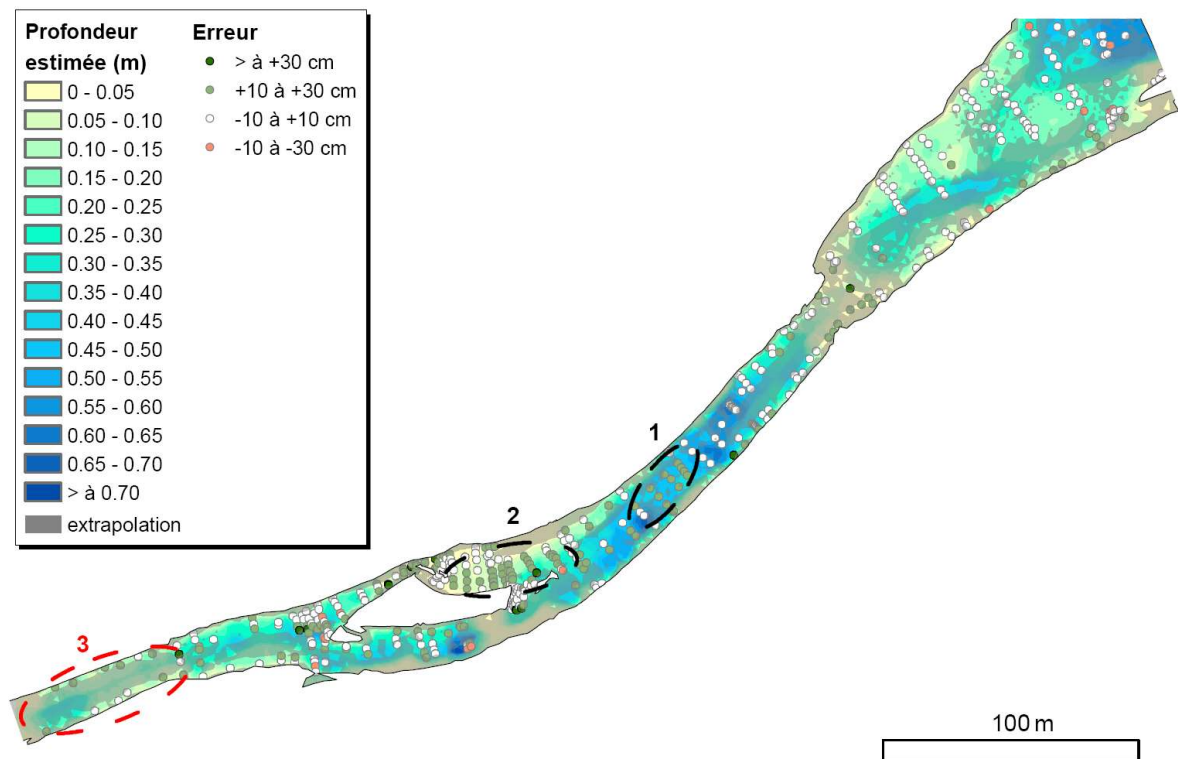 Profondeur
estimée (m)
0 - 0.05
0.05 - 0.10
0.10 - 0.15
0.15 - 0.20
0.20 - 0.25
0.25 - 0.30
0.30 - 0.35
0.35 - 0.40
0.40 - 0.45
0.45 - 0.50
0.50 - 0.55
0.55 - 0.60
0.60 - 0.65
0.65 - 0.70
> à 0.70
extrapolation
Erreur
> à +30 cm
+10 à +30 cm
-10 à +10 cm
-10 à -30 cm
1
2
3
100 m